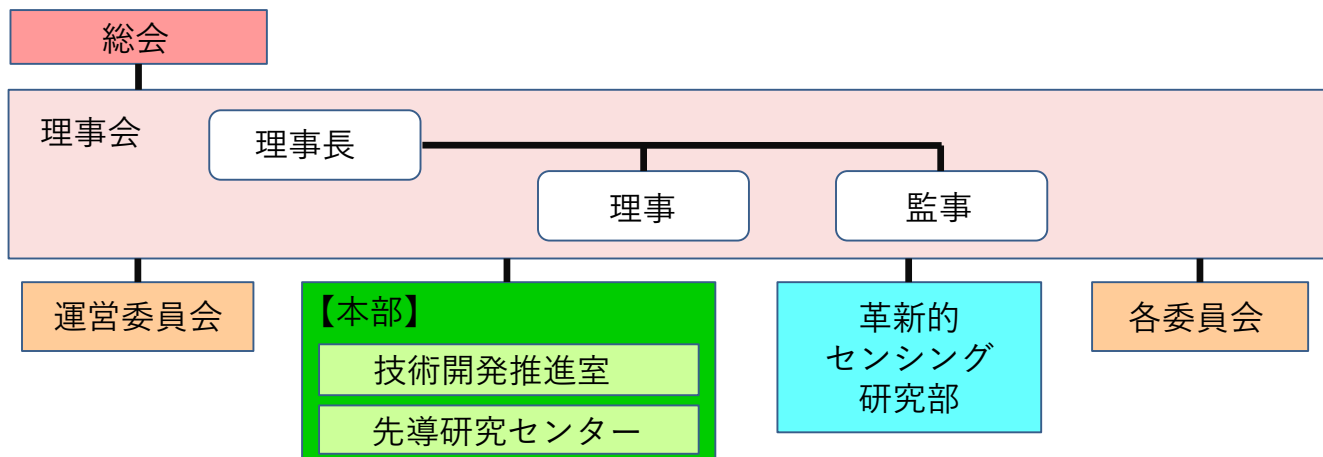 総会
理事会
理事長
理事
監事
運営委員会
【本部】
技術開発推進室
先導研究センター
革新的
センシング
研究部
各委員会